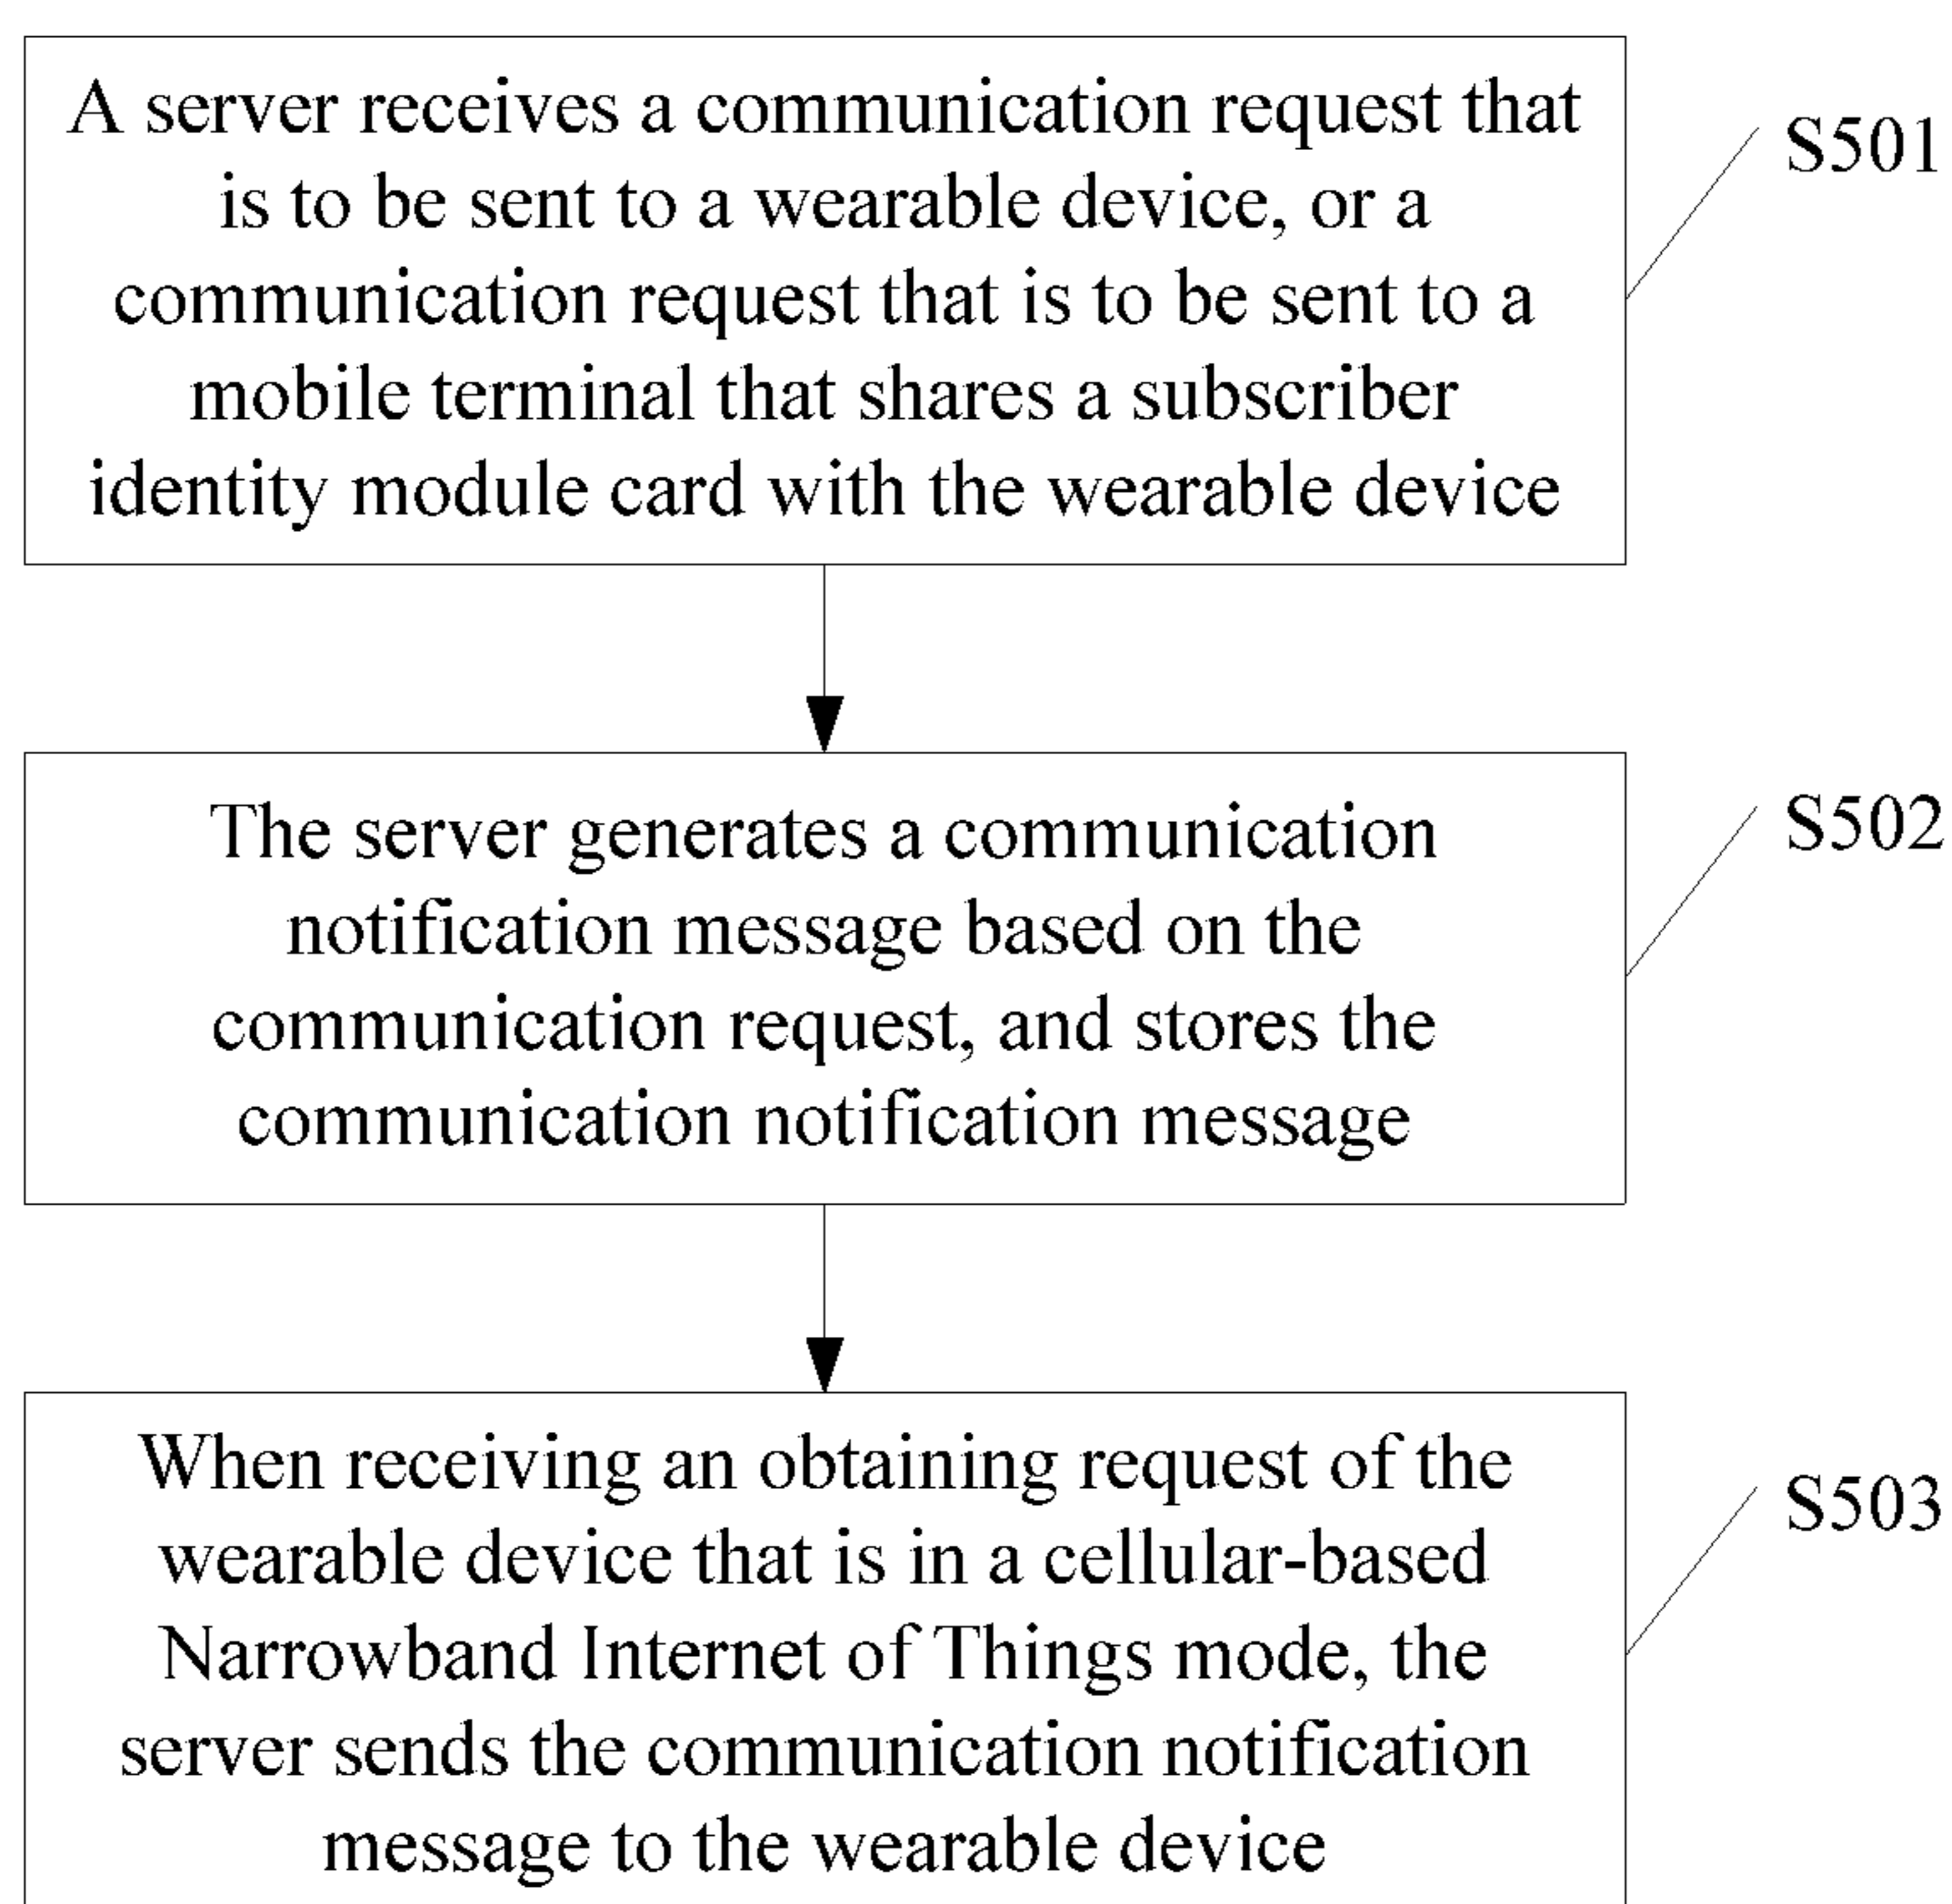 A server receives a communication request that
is to be sent to a wearable device, or a
communication request that is to be sent to a
mobile terminal that shares a subscriber
identity module card with the wearable device
S501
The server generates a communication
notification message based on the
communication request, and stores the
communication notification message
S502
When receiving an obtaining request of the
wearable device that is in a cellular-based
Narrowband Internet of Things mode, the
server sends the communication notification
message to the wearable device
S503